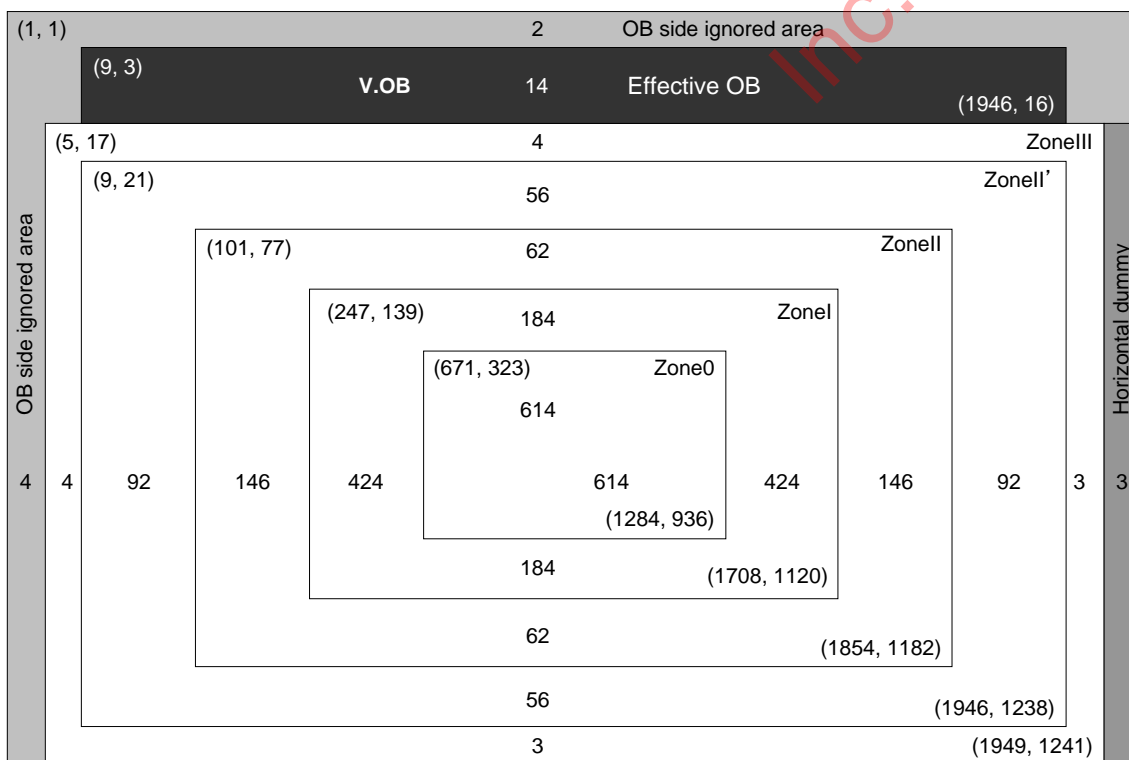 (1, 1) 2 OB side ignored area
Inc.
(9, 3) V.OB 14 Effective OB
(1946, 16)
(5, 17) 4 ZoneIII
(9, 21) ZoneII’
56
(101, 77) 62 ZoneII
(247, 139) 184 ZoneI
(671, 323) Zone0
614
OB side ignored area
Horizontal dummy
4 4 92 146 424 614 424 146 92 3 3
(1284, 936)
184 (1708, 1120)
62 (1854, 1182)
56 (1946, 1238)
3 (1949, 1241)